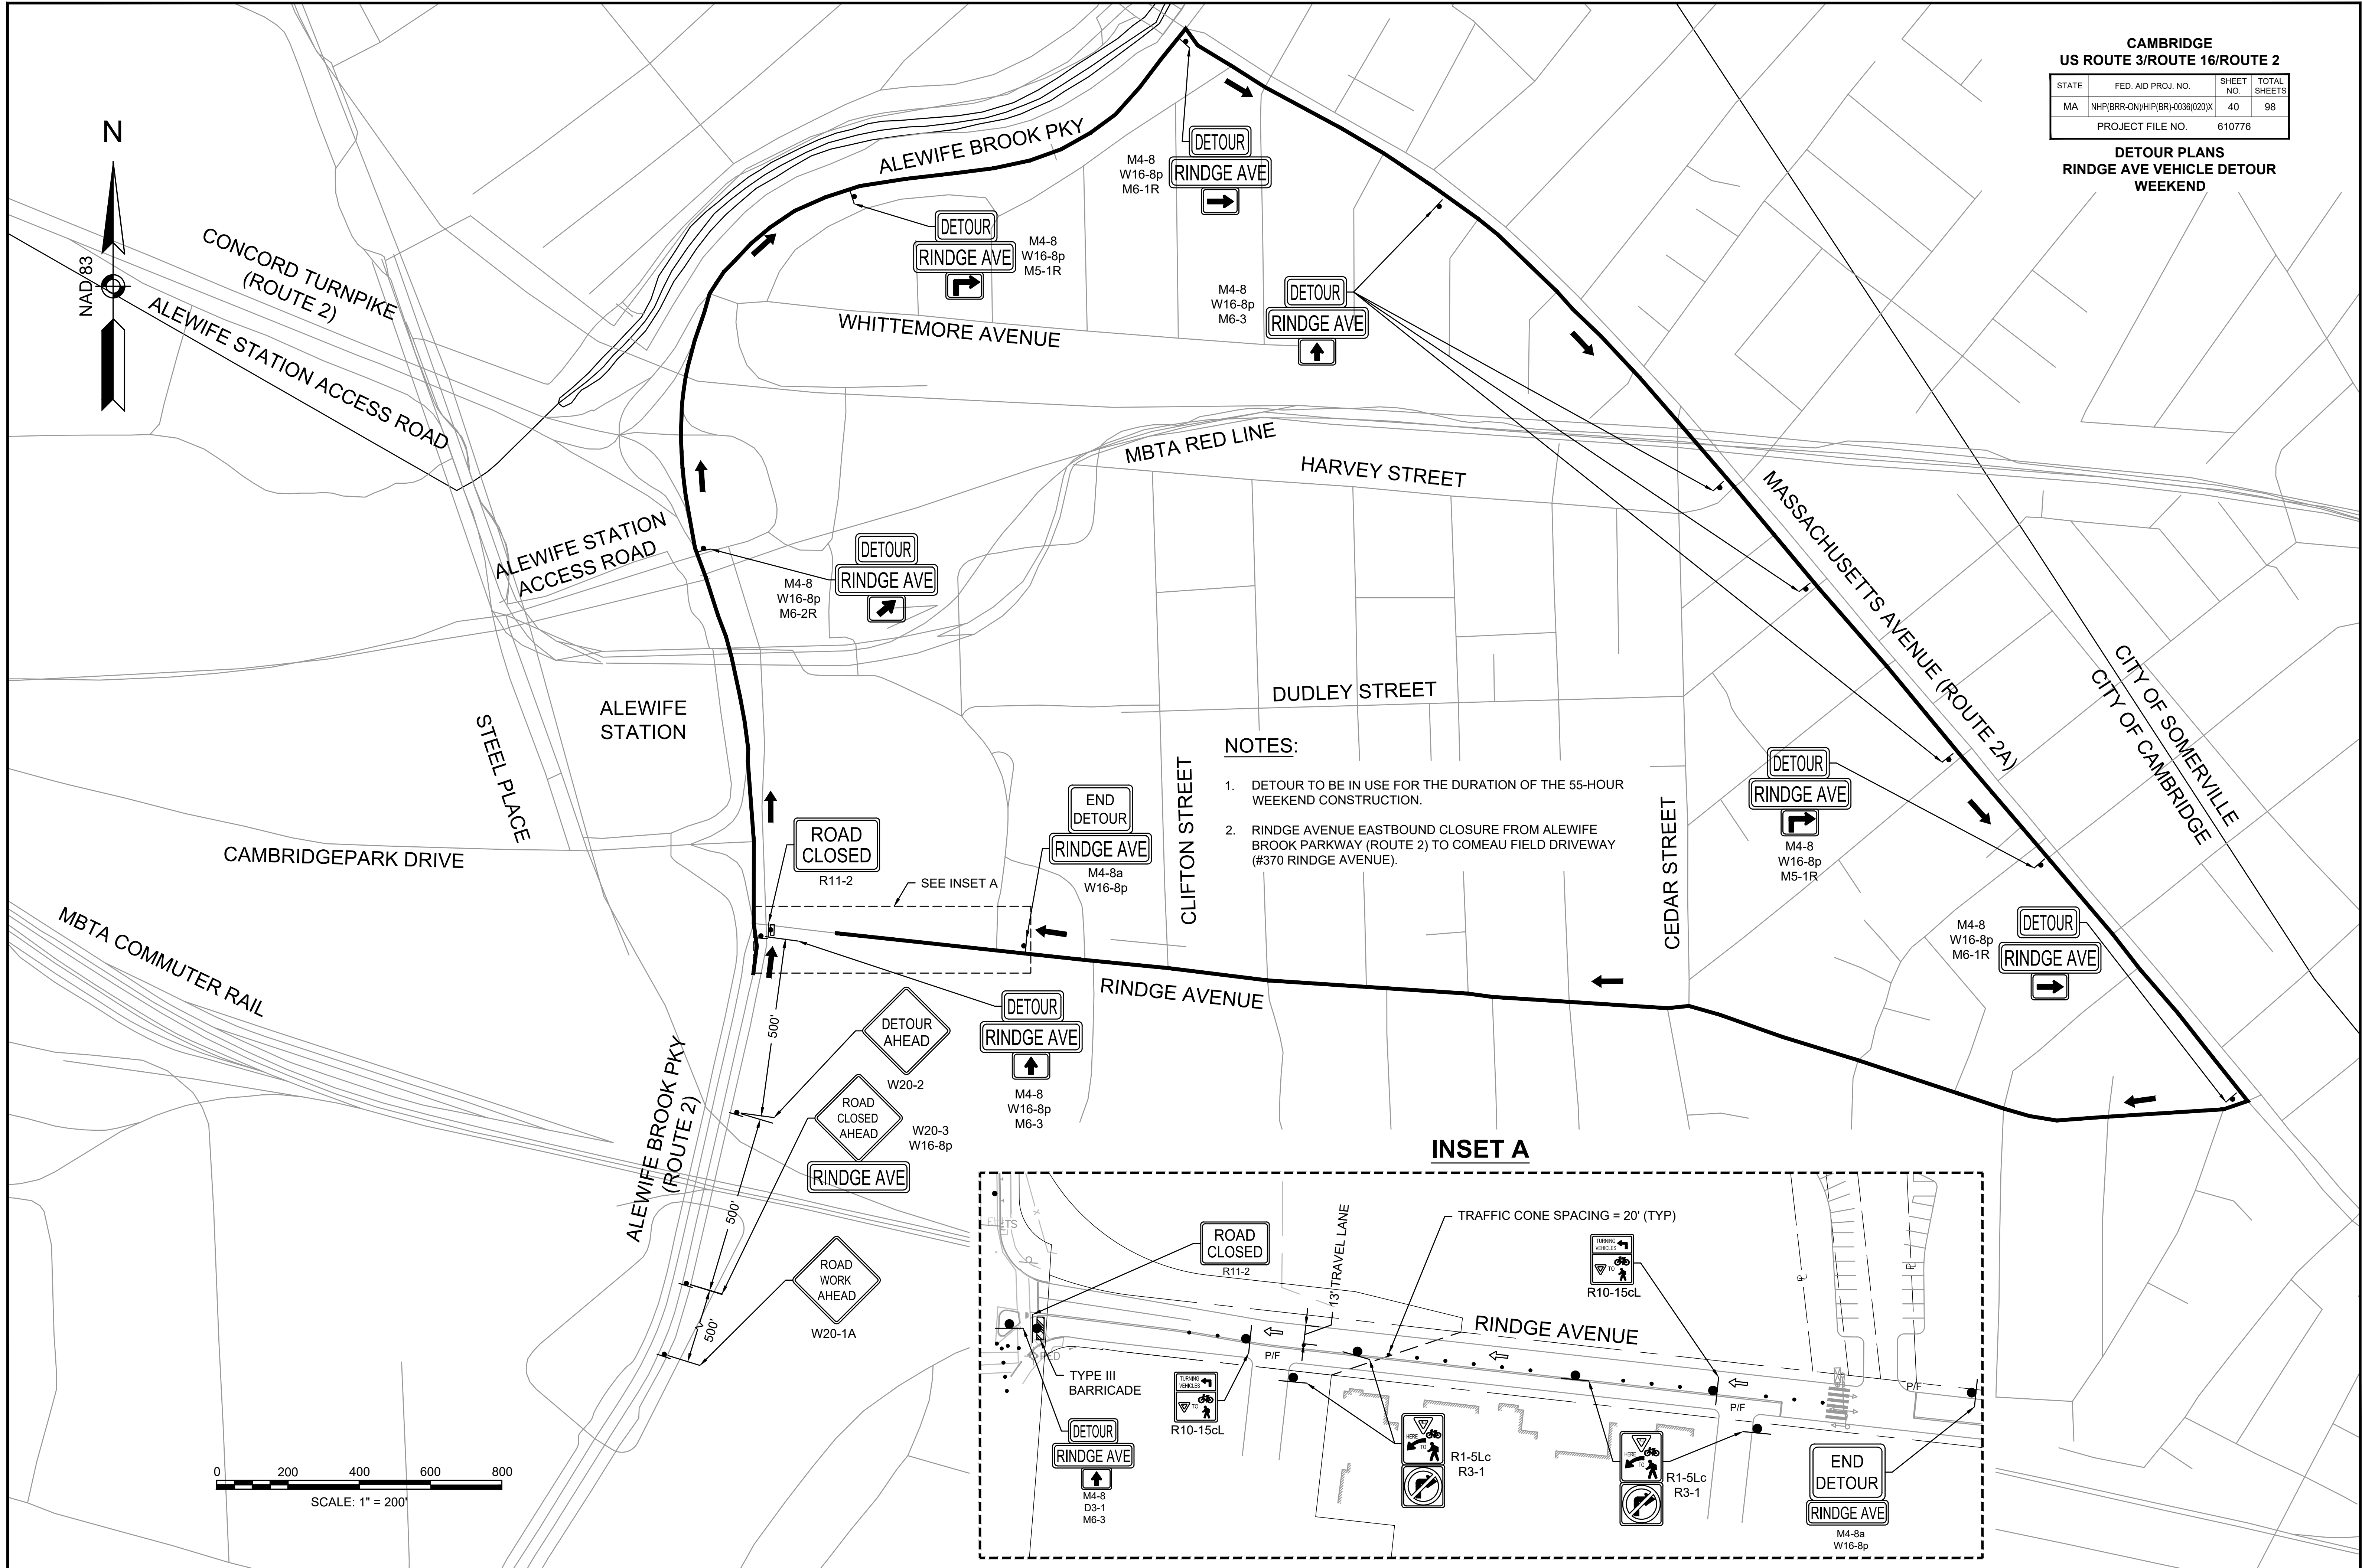 CAMBRIDGE
US ROUTE 3/ROUTE 16/ROUTE 2
STATE FED. AID PROJ. NO. SHEET NO. TOTAL SHEETS
MA NHP(BRR-ON)/HIP(BR)-0036(020)X 40 98
PROJECT FILE NO. 610776
DETOUR PLANS
RINDGE AVE VEHICLE DETOUR
WEEKEND
N
NAD 83
CONCORD TURNPIKE
(ROUTE 2)
ALEWIFE STATION ACCESS ROAD
ALEWIFE BROOK PKY
DETOUR
RINDGE AVE
M4-8
W16-8p
M6-1R
DETOUR
RINDGE AVE
M4-8
W16-8p
M5-1R
DETOUR
RINDGE AVE
M4-8
W16-8p
M6-3
WHITTEMORE AVENUE
MBTA RED LINE
HARVEY STREET
MASSACHUSETTS AVENUE (ROUTE 2A)
CITY OF SOMERVILLE
CITY OF CAMBRIDGE
ALEWIFE STATION
ACCESS ROAD
DETOUR
RINDGE AVE
M4-8
W16-8p
M6-2R
ALEWIFE
STATION
STEEL PLACE
DUDLEY STREET
CLIFTON STREET
CEDAR STREET
NOTES:
1. DETOUR TO BE IN USE FOR THE DURATION OF THE 55-HOUR
WEEKEND CONSTRUCTION.
2. RINDGE AVENUE EASTBOUND CLOSURE FROM ALEWIFE
BROOK PARKWAY (ROUTE 2) TO COMEAU FIELD DRIVEWAY
(#370 RINDGE AVENUE).
DETOUR
RINDGE AVE
M4-8
W16-8p
M5-1R
CAMBRIDGEPARK DRIVE
ROAD
CLOSED
R11-2
SEE INSET A
END
DETOUR
RINDGE AVE
M4-8a
W16-8p
DETOUR
RINDGE AVE
M4-8
W16-8p
M6-1R
MBTA COMMUTER RAIL
RINDGE AVENUE
DETOUR
RINDGE AVE
M4-8
W16-8p
M6-3
500'
DETOUR
AHEAD
W20-2
ALEWIFE BROOK PKY
(ROUTE 2)
ROAD
CLOSED
AHEAD
RINDGE AVE
W20-3
W16-8p
500'
ROAD
WORK
AHEAD
W20-1A
500'
0 200 400 600 800
SCALE: 1" = 200'
INSET A
ROAD
CLOSED
R11-2
13' TRAVEL LANE
TRAFFIC CONE SPACING = 20' (TYP)
TURNING
VEHICLES
TO
R10-15cL
RINDGE AVENUE
P/F
P/F
P/F
TYPE III
BARRICADE
DETOUR
RINDGE AVE
M4-8
D3-1
M6-3
TURNING
VEHICLES
TO
R10-15cL
HERE
TO
R1-5Lc
R3-1
HERE
TO
R1-5Lc
R3-1
END
DETOUR
RINDGE AVE
M4-8a
W16-8p